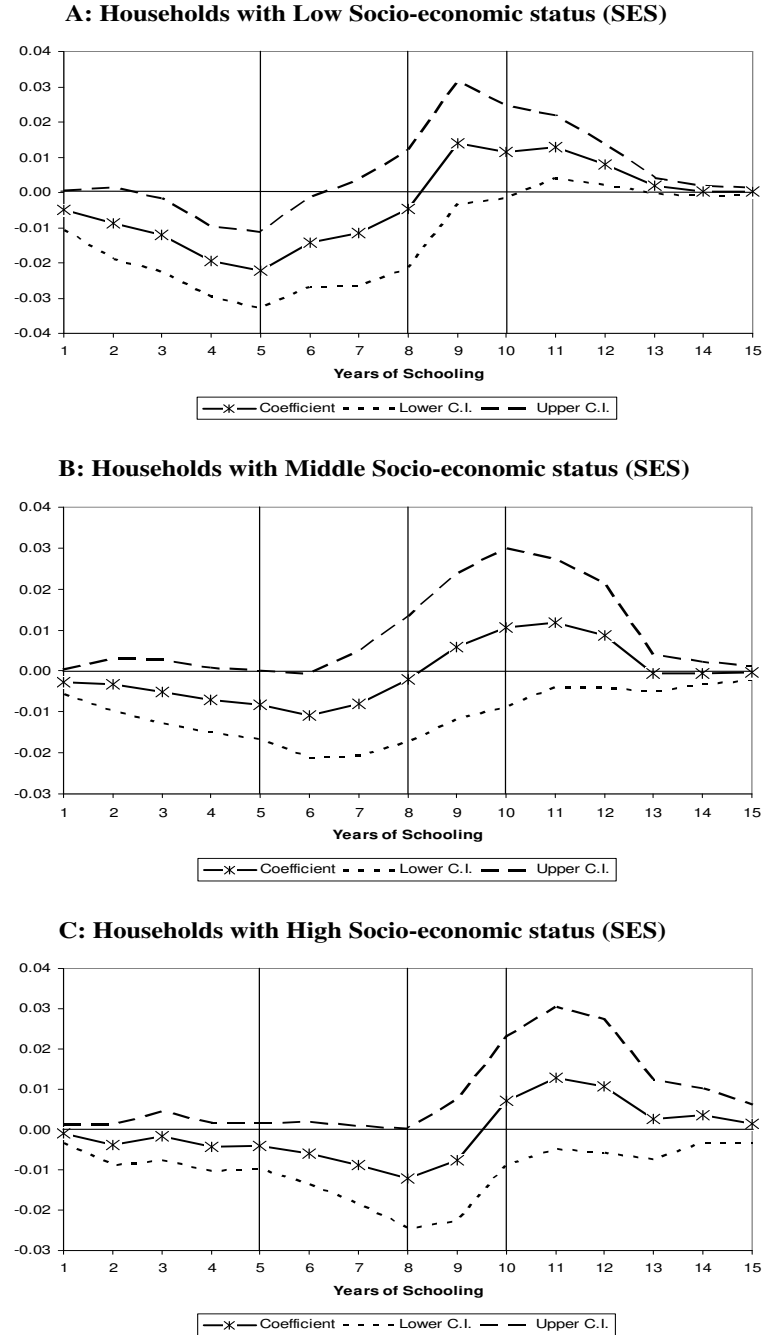 A: Households with Low Socio-economic status (SES)
0.04
0.03
0.02
0.01
0.00
-0.01
-0.02
-0.03
-0.04
1 2 3 4 5 6 7 8 9 10 11 12 13 14 15
Years of Schooling
Coefficient Lower C.I. Upper C.I.
B: Households with Middle Socio-economic status (SES)
0.04
0.03
0.02
0.01
0.00
-0.01
-0.02
-0.03
1 2 3 4 5 6 7 8 9 10 11 12 13 14 15
Years of Schooling
Coefficient Lower C.I. Upper C.I.
C: Households with High Socio-economic status (SES)
0.04
0.03
0.02
0.01
0.00
-0.01
-0.02
-0.03
1 2 3 4 5 6 7 8 9 10 11 12 13 14 15
Years of Schooling
Coefficient Lower C.I. Upper C.I.